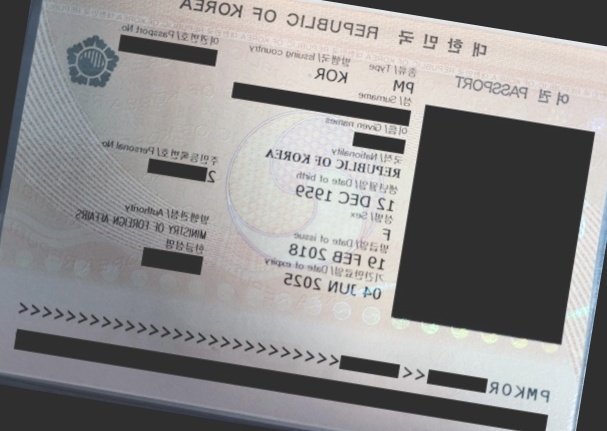 대 한 민 국 REPUBLIC OF KOREA
여 권 PASSPORT
종류/ Type 발행국/ Issuing country 여권번호/ Passport No
PM KOR
성/ Surname
이름/ Given names
국적/ Nationality 주민등록번호/ Personal No
REPUBLIC OF KOREA 2
생년월일/ Date of birth
12 DEC 1959
성별/ Sex 발행관청/ Authority
F MINISTRY OF FOREIGN AFFAIRS
발급일/ Date of issue 한글성명
19 FEB 2018
기간만료일/ Date of expiry
04 JUN 2025
PMKOR <<